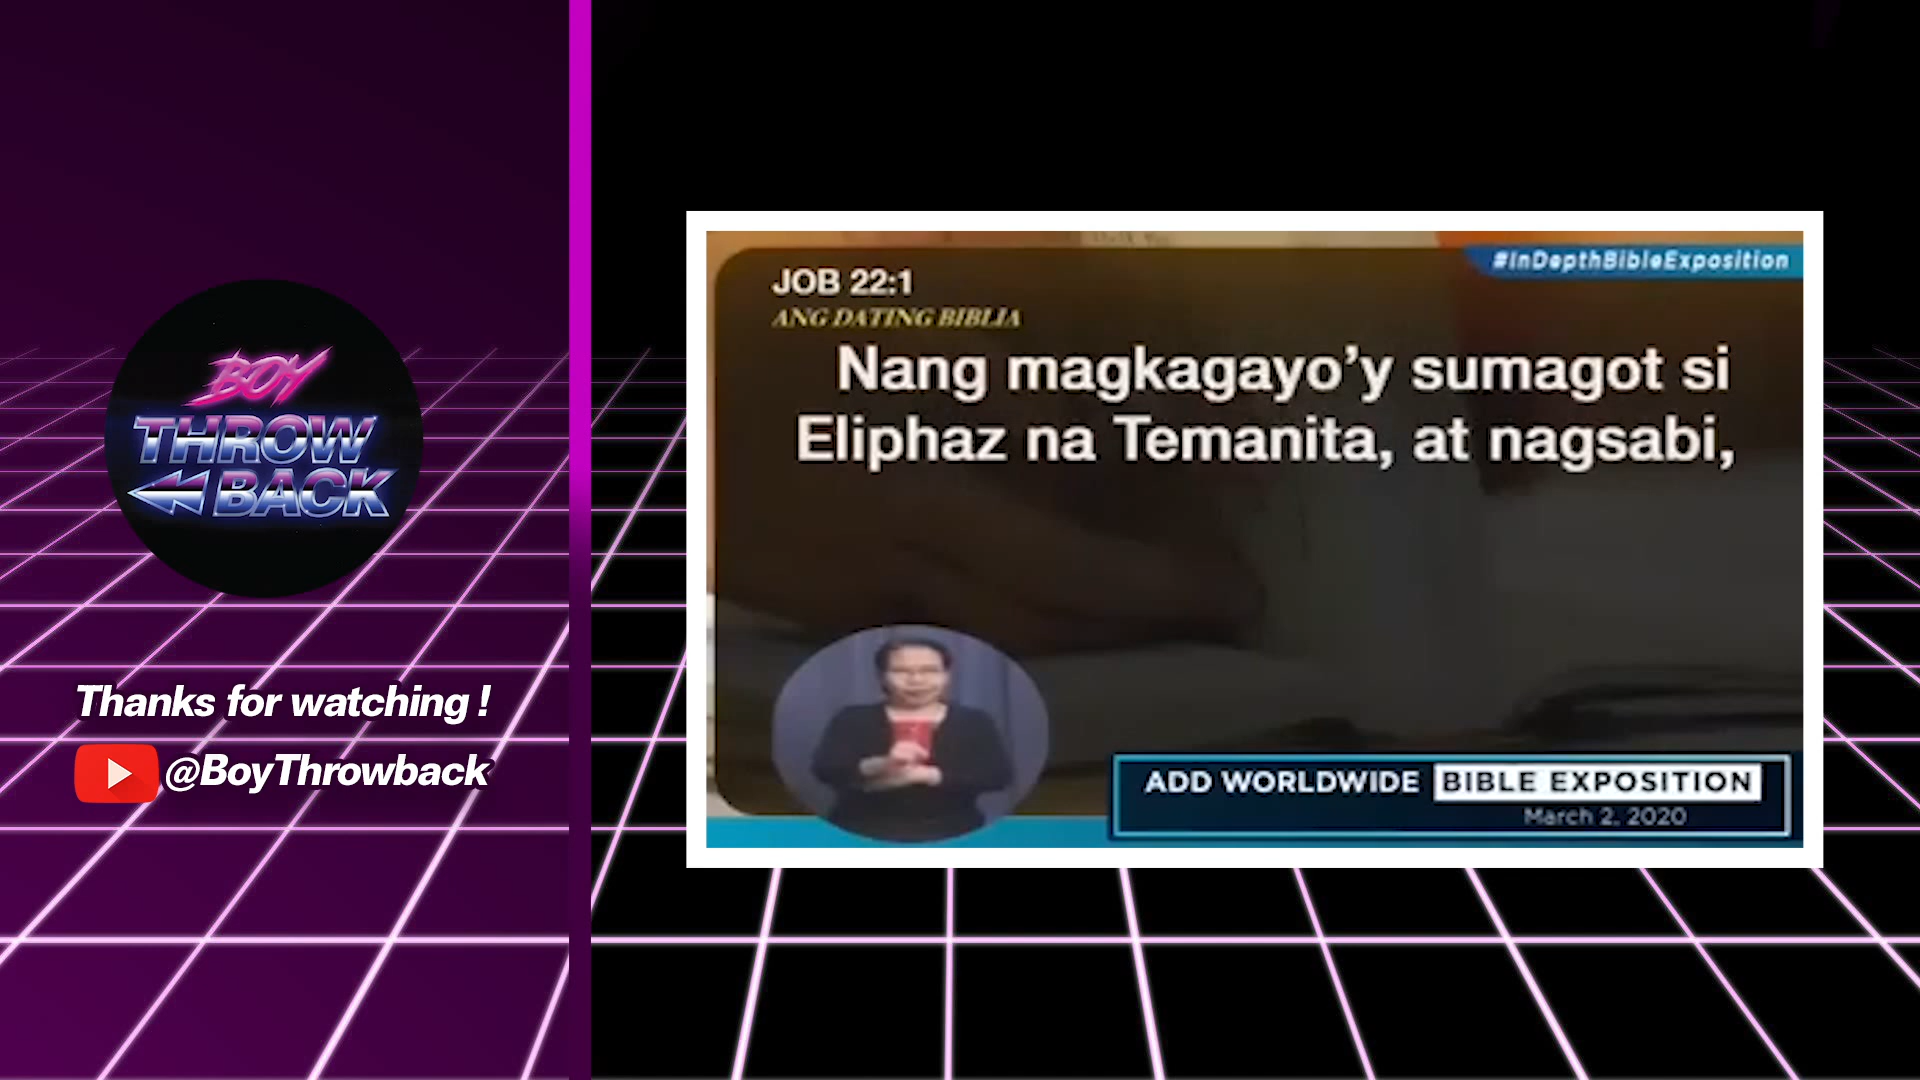 BOY
THROW
BACK
Thanks for watching !
@BoyThrowback
#InDepthBibleExposition
JOB 22:1
ANG DATING BIBLIA
Nang magkagayo’y sumagot si
Eliphaz na Temanita, at nagsabi,
ADD WORLDWIDE BIBLE EXPOSITION
March 2, 2020